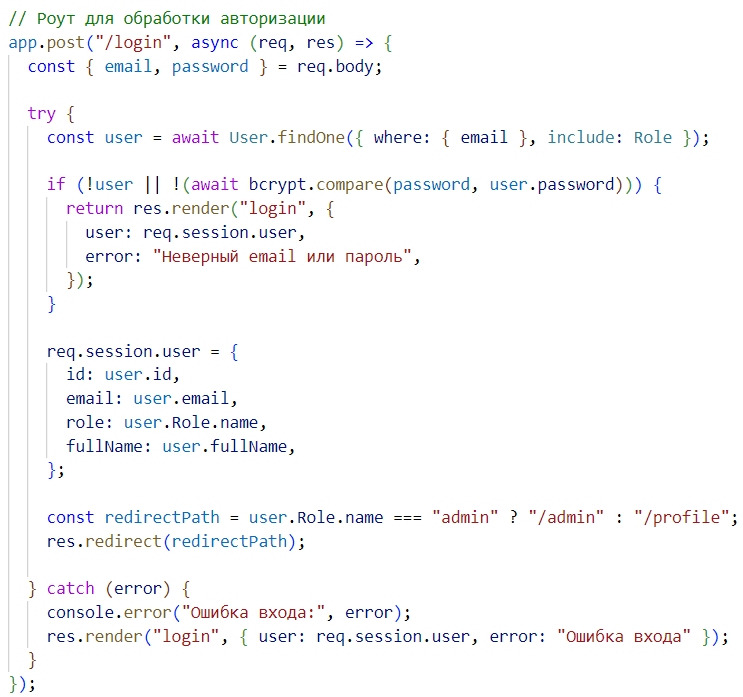 // Роут для обработки авторизации
app.post("/login", async (req, res) => {
  const { email, password } = req.body;

  try {
    const user = await User.findOne({ where: { email }, include: Role });

    if (!user || !(await bcrypt.compare(password, user.password))) {
      return res.render("login", {
        user: req.session.user,
        error: "Неверный email или пароль",
      });
    }

    req.session.user = {
      id: user.id,
      email: user.email,
      role: user.Role.name,
      fullName: user.fullName,
    };

    const redirectPath = user.Role.name === "admin" ? "/admin" : "/profile";
    res.redirect(redirectPath);

  } catch (error) {
    console.error("Ошибка входа:", error);
    res.render("login", { user: req.session.user, error: "Ошибка входа" });
  }
});